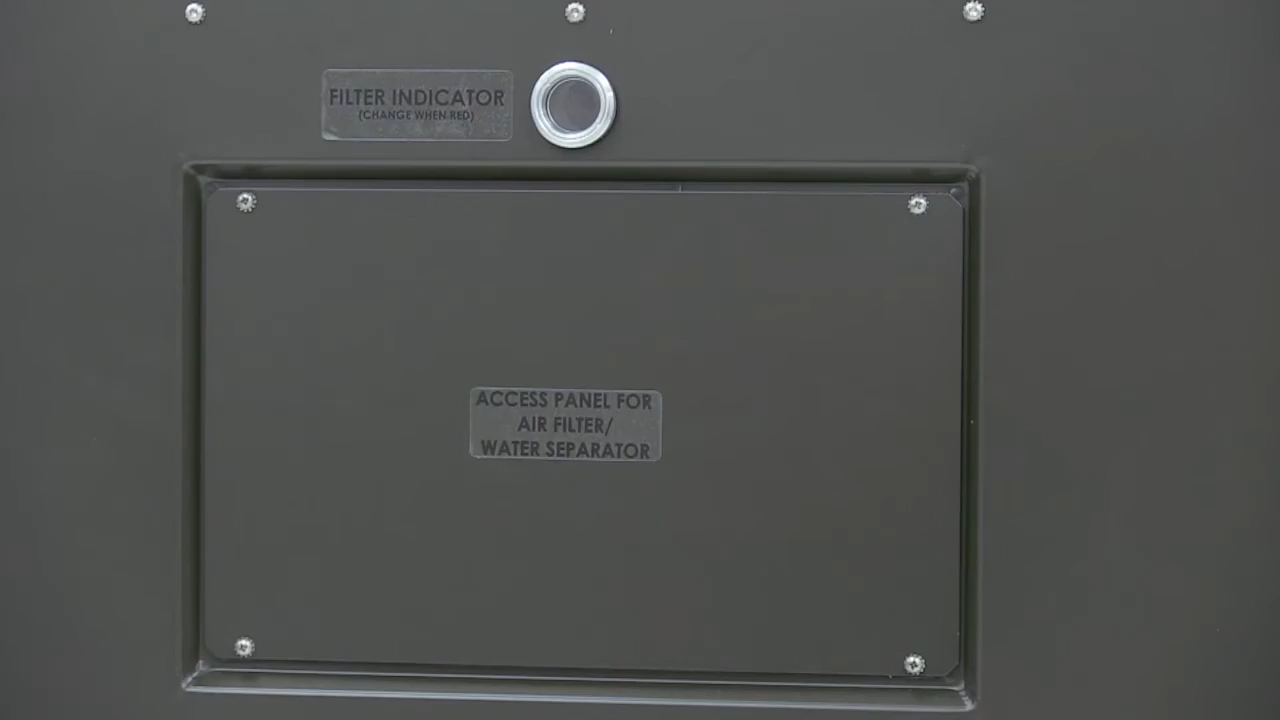 FILTER INDICATOR
(CHANGE WHEN RED)
ACCESS PANEL FOR
AIR FILTER/
WATER SEPARATOR